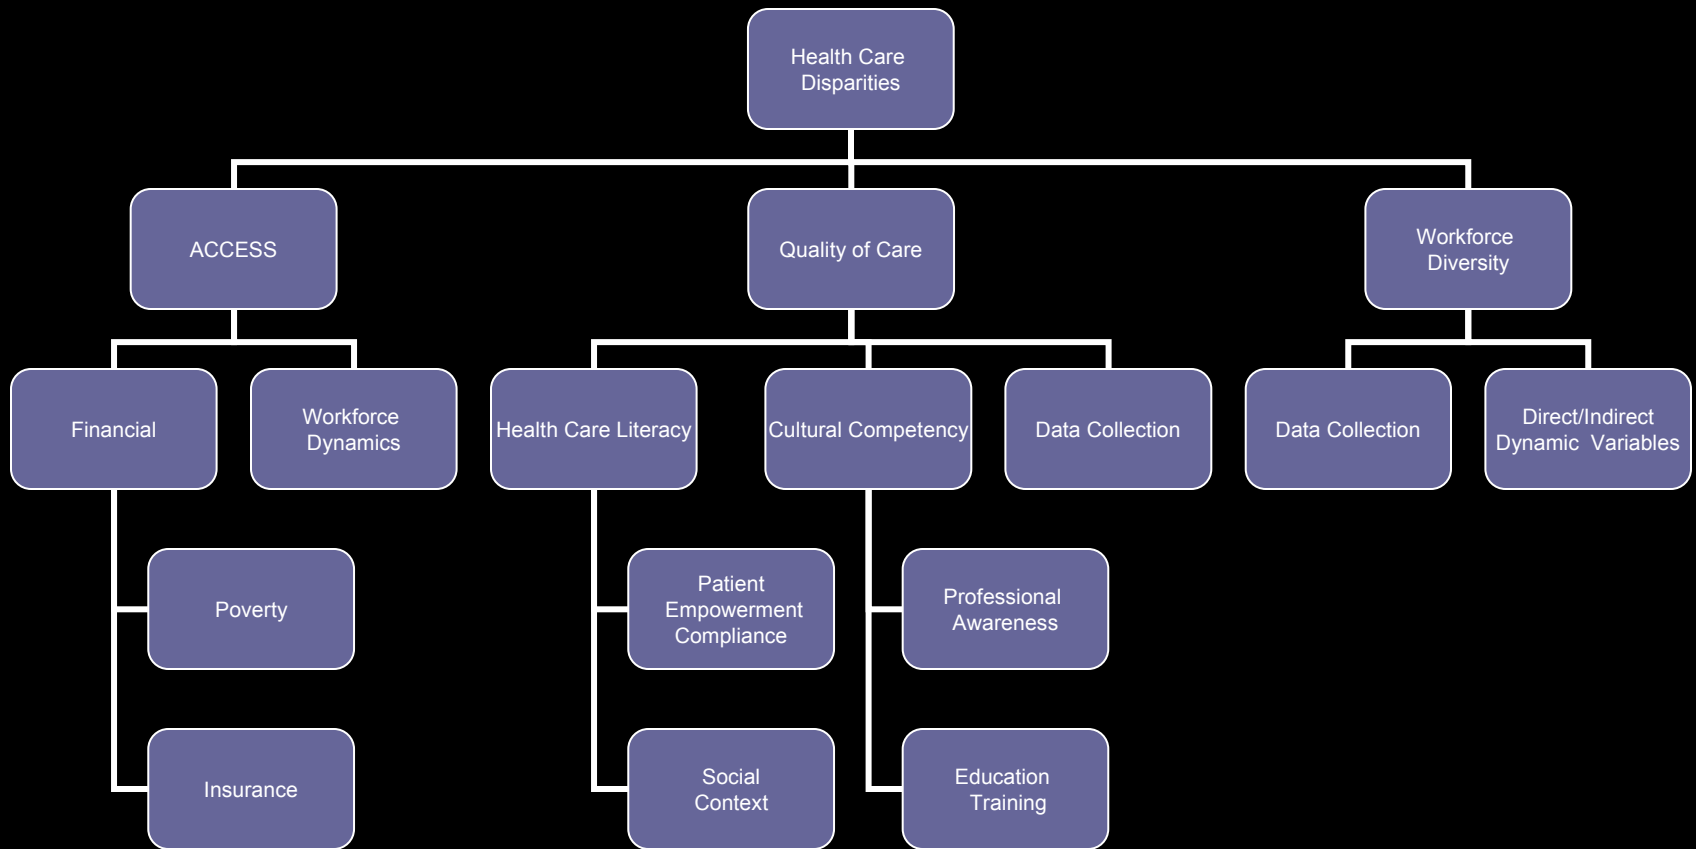 Health Care
Disparities
ACCESS
Quality of Care
Workforce
Diversity
Financial
Workforce
Dynamics
Health Care Literacy
Cultural Competency
Data Collection
Data Collection
Direct/Indirect
Dynamic Variables
Poverty
Patient
Empowerment
Compliance
Professional
Awareness
Insurance
Social
Context
Education
Training